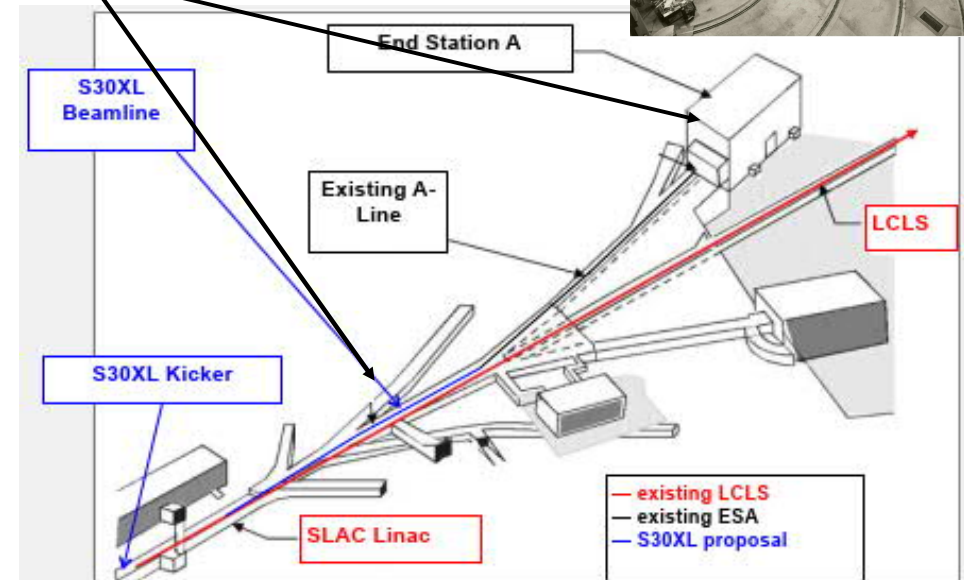 End Station A
S30XL
Beamline
Existing A-
Line
LCLS
S30XL Kicker
SLAC Linac
existing LCLS
existing ESA
S30XL proposal